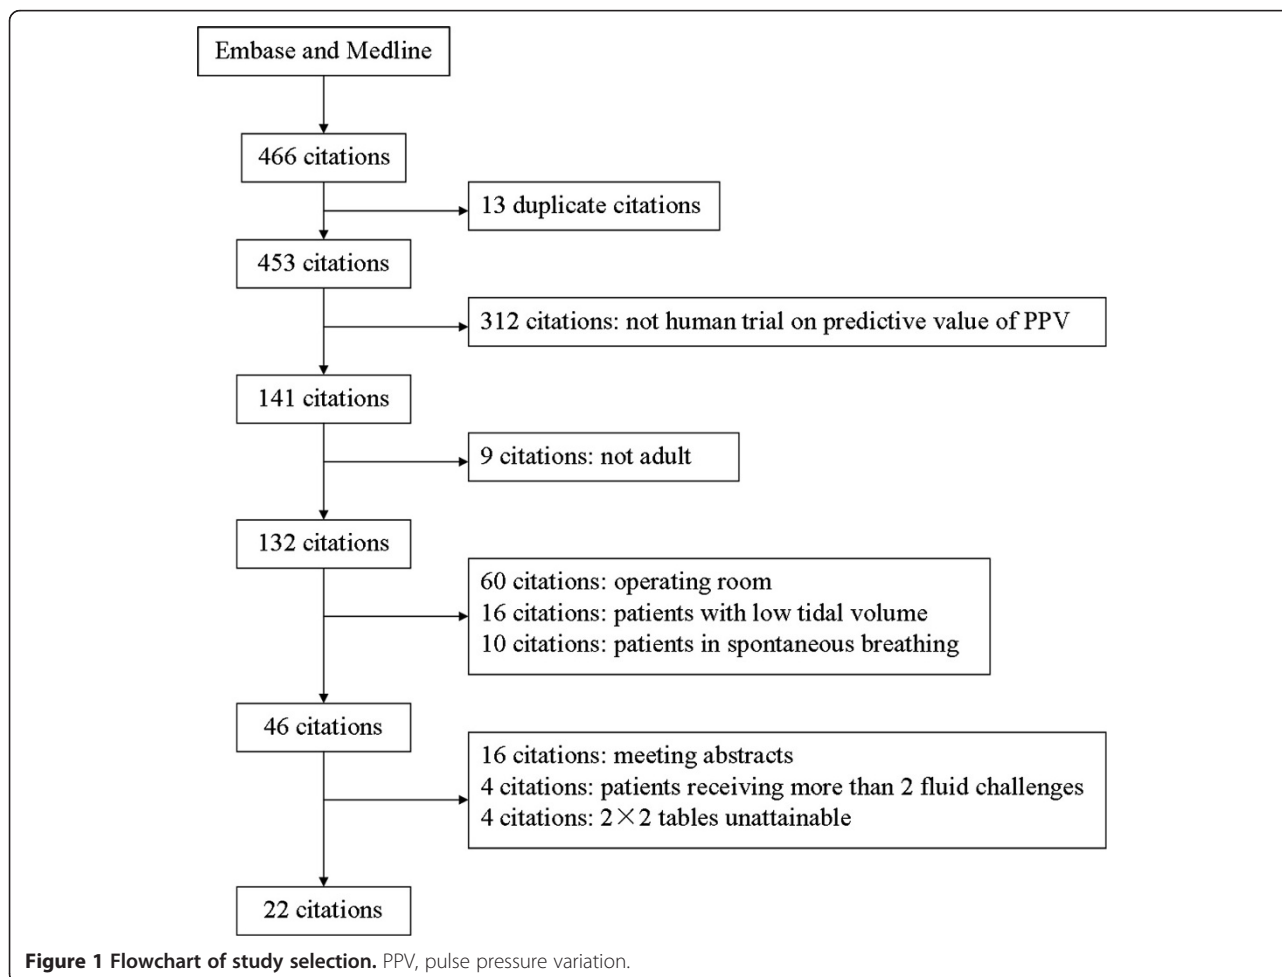 Embase and Medline
466 citations
13 duplicate citations
453 citations
312 citations: not human trial on predictive value of PPV
141 citations
9 citations: not adult
132 citations
60 citations: operating room
16 citations: patients with low tidal volume
10 citations: patients in spontaneous breathing
46 citations
16 citations: meeting abstracts
4 citations: patients receiving more than 2 fluid challenges
4 citations: 2×2 tables unattainable
22 citations
Figure 1 Flowchart of study selection. PPV, pulse pressure variation.